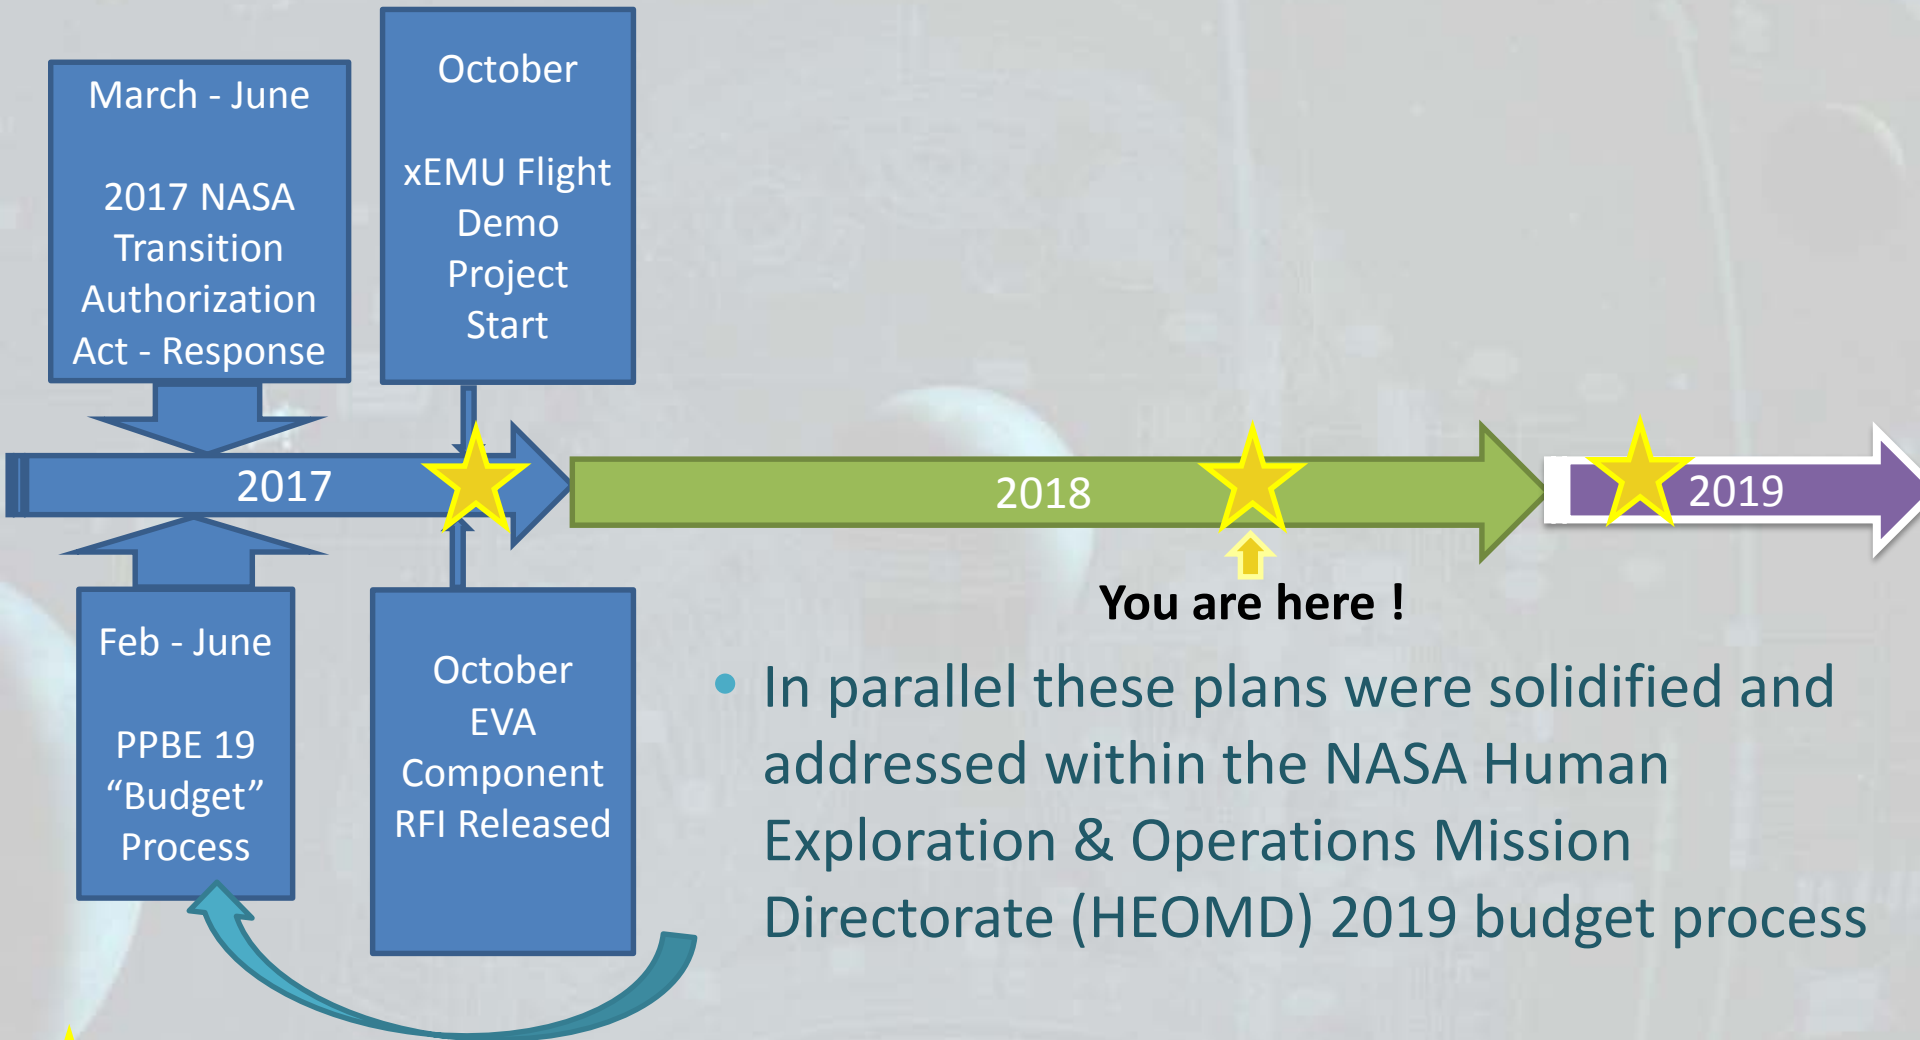 March - June
2017 NASA
Transition
Authorization
Act - Response
October
xEMU Flight
Demo
Project
Start
2017
2018
2019
You are here !
Feb - June
PPBE 19
“Budget”
Process
October
EVA
Component
RFI Released
• In parallel these plans were solidified and
addressed within the NASA Human
Exploration & Operations Mission
Directorate (HEOMD) 2019 budget process